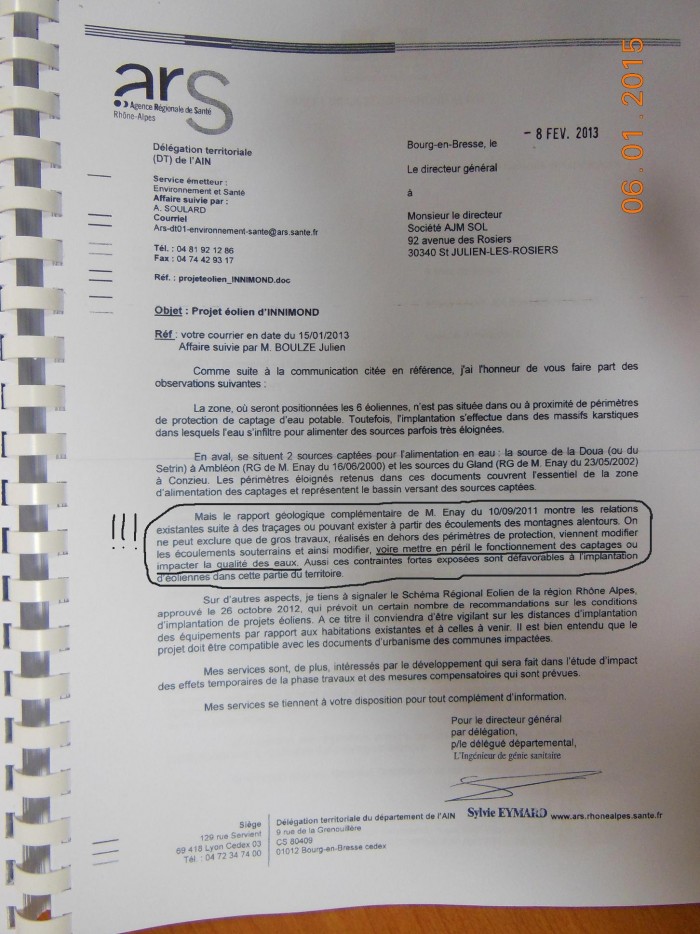 ars
Agence Régionale de Santé
Rhône-Alpes
- 8 FEV. 2013
06.01.2015
Délégation territoriale
(DT) de l'AIN
Service émetteur :
Environnement et Santé
Affaire suivie par :
A. SOULARD
Courriel
Ars-dt01-environnement-sante@ars.sante.fr
Tél. : 04 81 92 12 86
Fax : 04 74 42 93 17
Réf. : projeteolien_INNIMOND.doc
Bourg-en-Bresse, le
Le directeur général
à
Monsieur le directeur
Société AJM SOL
92 avenue des Rosiers
30340 St JULIEN-LES-ROSIERS
Objet : Projet éolien d'INNIMOND
Réf : votre courrier en date du 15/01/2013
Affaire suivie par M. BOULZE Julien
Comme suite à la communication citée en référence, j'ai l'honneur de vous faire part des
observations suivantes :
La zone, où seront positionnées les 6 éoliennes, n'est pas située dans ou à proximité de périmètres
de protection de captage d'eau potable. Toutefois, l'implantation s'effectue dans des massifs karstiques
dans lesquels l'eau s'infiltre pour alimenter des sources parfois très éloignées.
En aval, se situent 2 sources captées pour l'alimentation en eau : la source de la Doua (ou du
Setrin) à Ambléon (RG de M. Enay du 16/06/2000) et les sources du Gland (RG de M. Enay du 23/05/2002)
à Conzieu. Les périmètres éloignés retenus dans ces documents couvrent l'essentiel de la zone
d'alimentation des captages et représentent le bassin versant des sources captées.
!!!
Mais le rapport géologique complémentaire de M. Enay du 10/09/2011 montre les relations
existantes suite à des traçages ou pouvant exister à partir des écoulements des montagnes alentours. On
ne peut exclure que de gros travaux, réalisés en dehors des périmètres de protection, viennent modifier
les écoulements souterrains et ainsi modifier, voire mettre en péril le fonctionnement des captages ou
impacter la qualité des eaux. Aussi ces contraintes fortes exposées sont défavorables à l'implantation
d'éoliennes dans cette partie du territoire.
Sur d'autres aspects, je tiens à signaler le Schéma Régional Eolien de la région Rhône Alpes,
approuvé le 26 octobre 2012, qui prévoit un certain nombre de recommandations sur les conditions
d'implantation de projets éoliens. A ce titre il conviendra d'être vigilant sur les distances d'implantation
des équipements par rapport aux habitations existantes et à celles à venir. Il est bien entendu que le
projet doit être compatible avec les documents d'urbanisme des communes impactées.
Mes services sont, de plus, intéressés par le développement qui sera fait dans l'étude d'impact
des effets temporaires de la phase travaux et des mesures compensatoires qui sont prévues.
Mes services se tiennent à votre disposition pour tout complément d'information.
Pour le directeur général
par délégation,
p/le délégué départemental,
L'Ingénieur de génie sanitaire
Sylvie EYMARD
www.ars.rhonealpes.sante.fr
Siège
129 rue Servient
69 418 Lyon Cedex 03
Tél. : 04 72 34 74 00
Délégation territoriale du département de l'AIN
9 rue de la Grenouillère
CS 80409
01012 Bourg-en-Bresse cedex